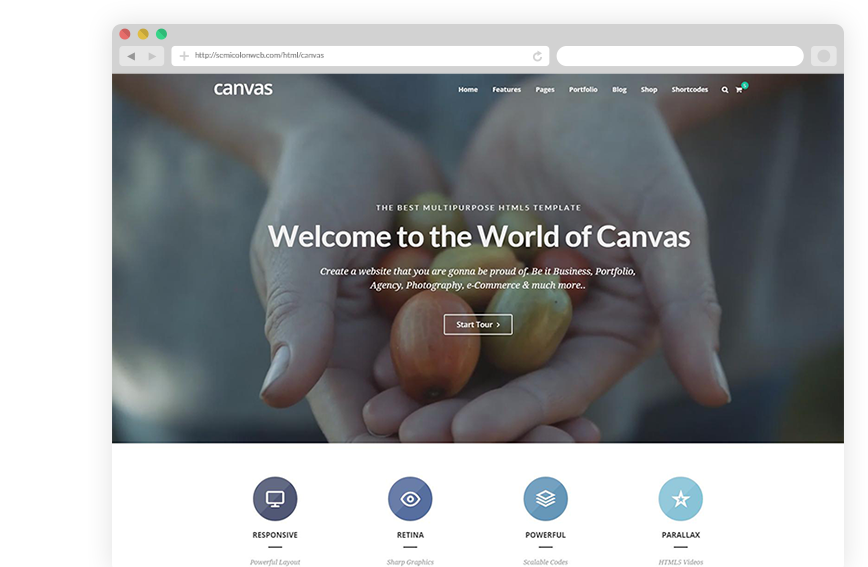 http://semicolonweb.com/html/canvas
canvas
Home Features Pages Portfolio Blog Shop Shortcodes
THE BEST MULTIPURPOSE HTML5 TEMPLATE
Welcome to the World of Canvas
Create a website that you are gonna be proud of. Be it Business, Portfolio,
Agency, Photography, e-Commerce & much more..
Start Tour
RESPONSIVE RETINA POWERFUL PARALLAX
Powerful Layout Sharp Graphics Scalable Codes HTML5 Videos